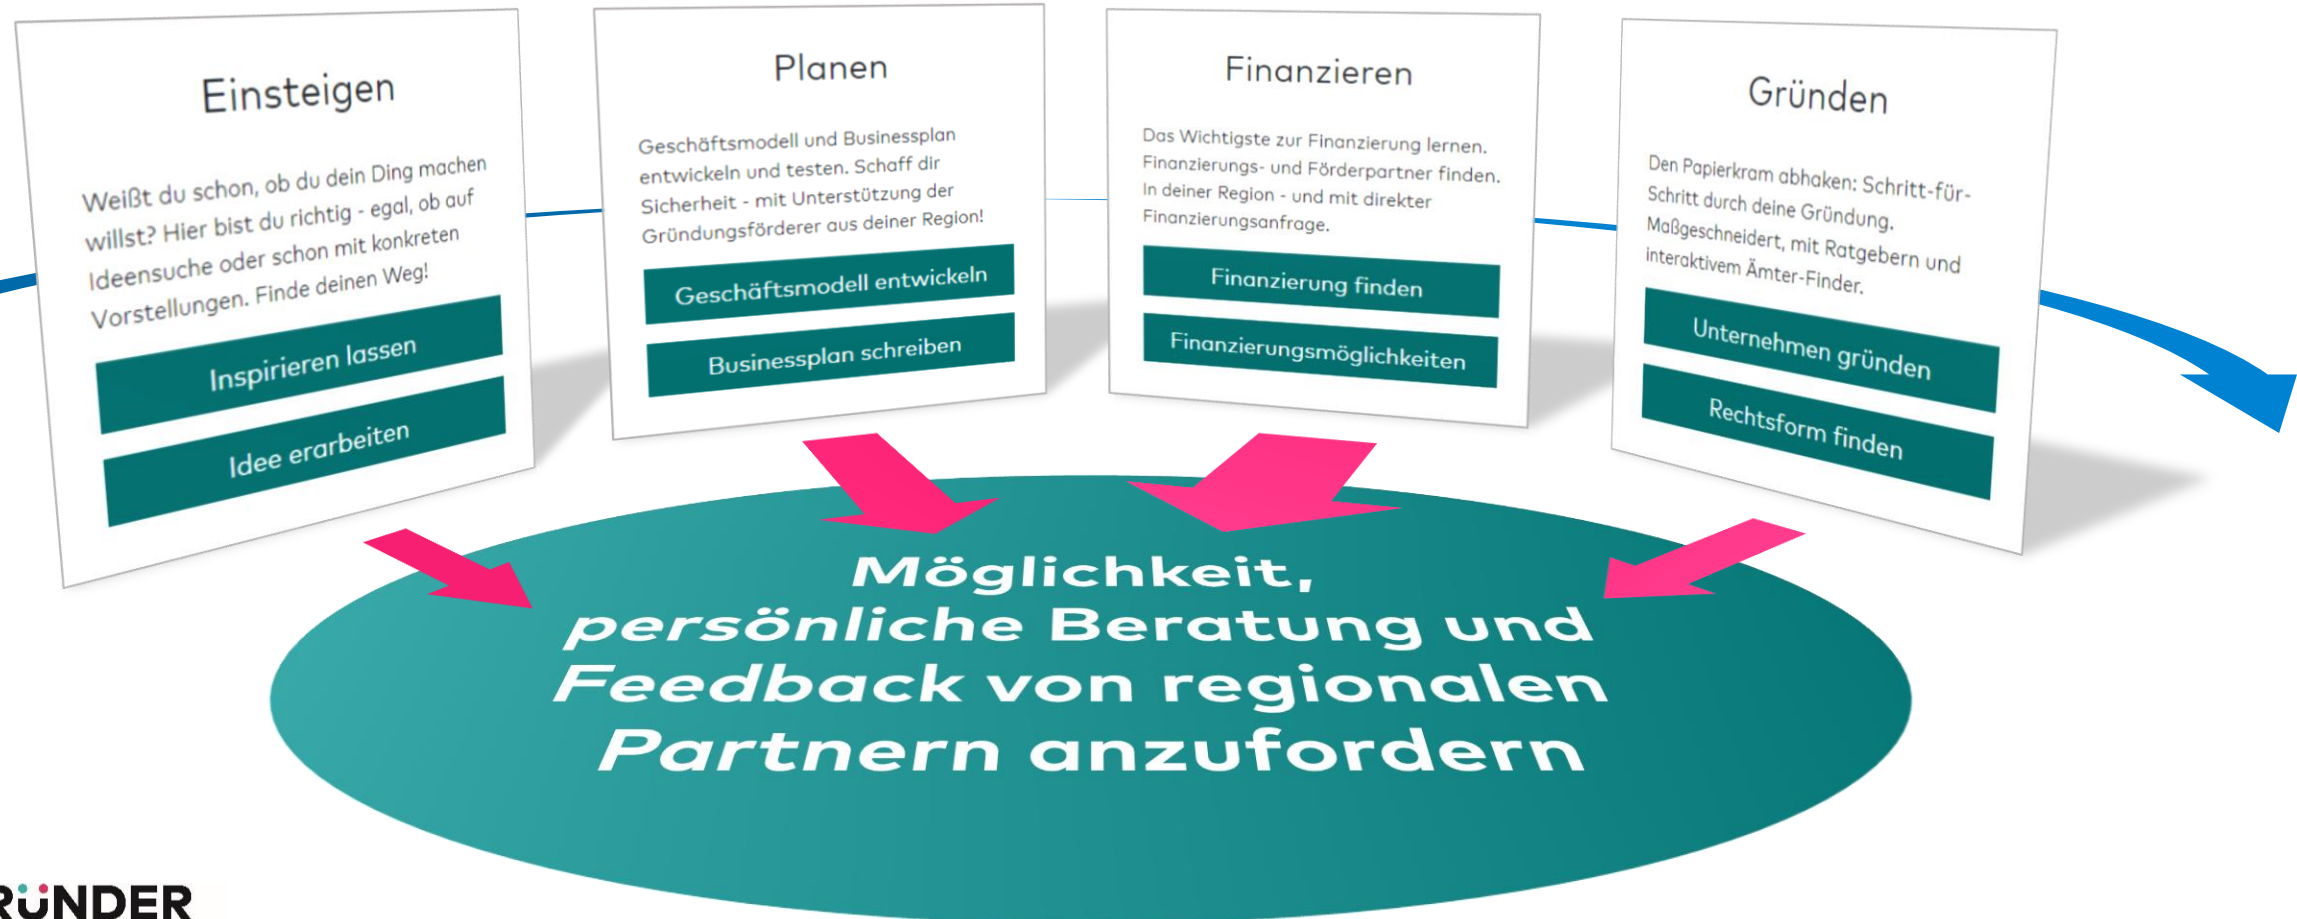 Einsteigen
Weißt du schon, ob du dein Ding machen
willst? Hier bist du richtig - egal, ob auf
Ideensuche oder schon mit konkreten
Vorstellungen. Finde deinen Weg!
Inspirieren lassen
Idee erarbeiten
Planen
Geschäftsmodell und Businessplan
entwickeln und testen. Schaff dir
Sicherheit - mit Unterstützung der
Gründungsförderer aus deiner Region!
Geschäftsmodell entwickeln
Businessplan schreiben
Finanzieren
Das Wichtigste zur Finanzierung lernen.
Finanzierungs- und Förderpartner finden.
In deiner Region - und mit direkter
Finanzierungsanfrage.
Finanzierung finden
Finanzierungsmöglichkeiten
Gründen
Den Papierkram abhaken: Schritt-für-
Schritt durch deine Gründung.
Maßgeschneidert, mit Ratgebern und
interaktivem Ämter-Finder.
Unternehmen gründen
Rechtsform finden
Möglichkeit,
persönliche Beratung und
Feedback von regionalen
Partnern anzufordern
RÜNDER